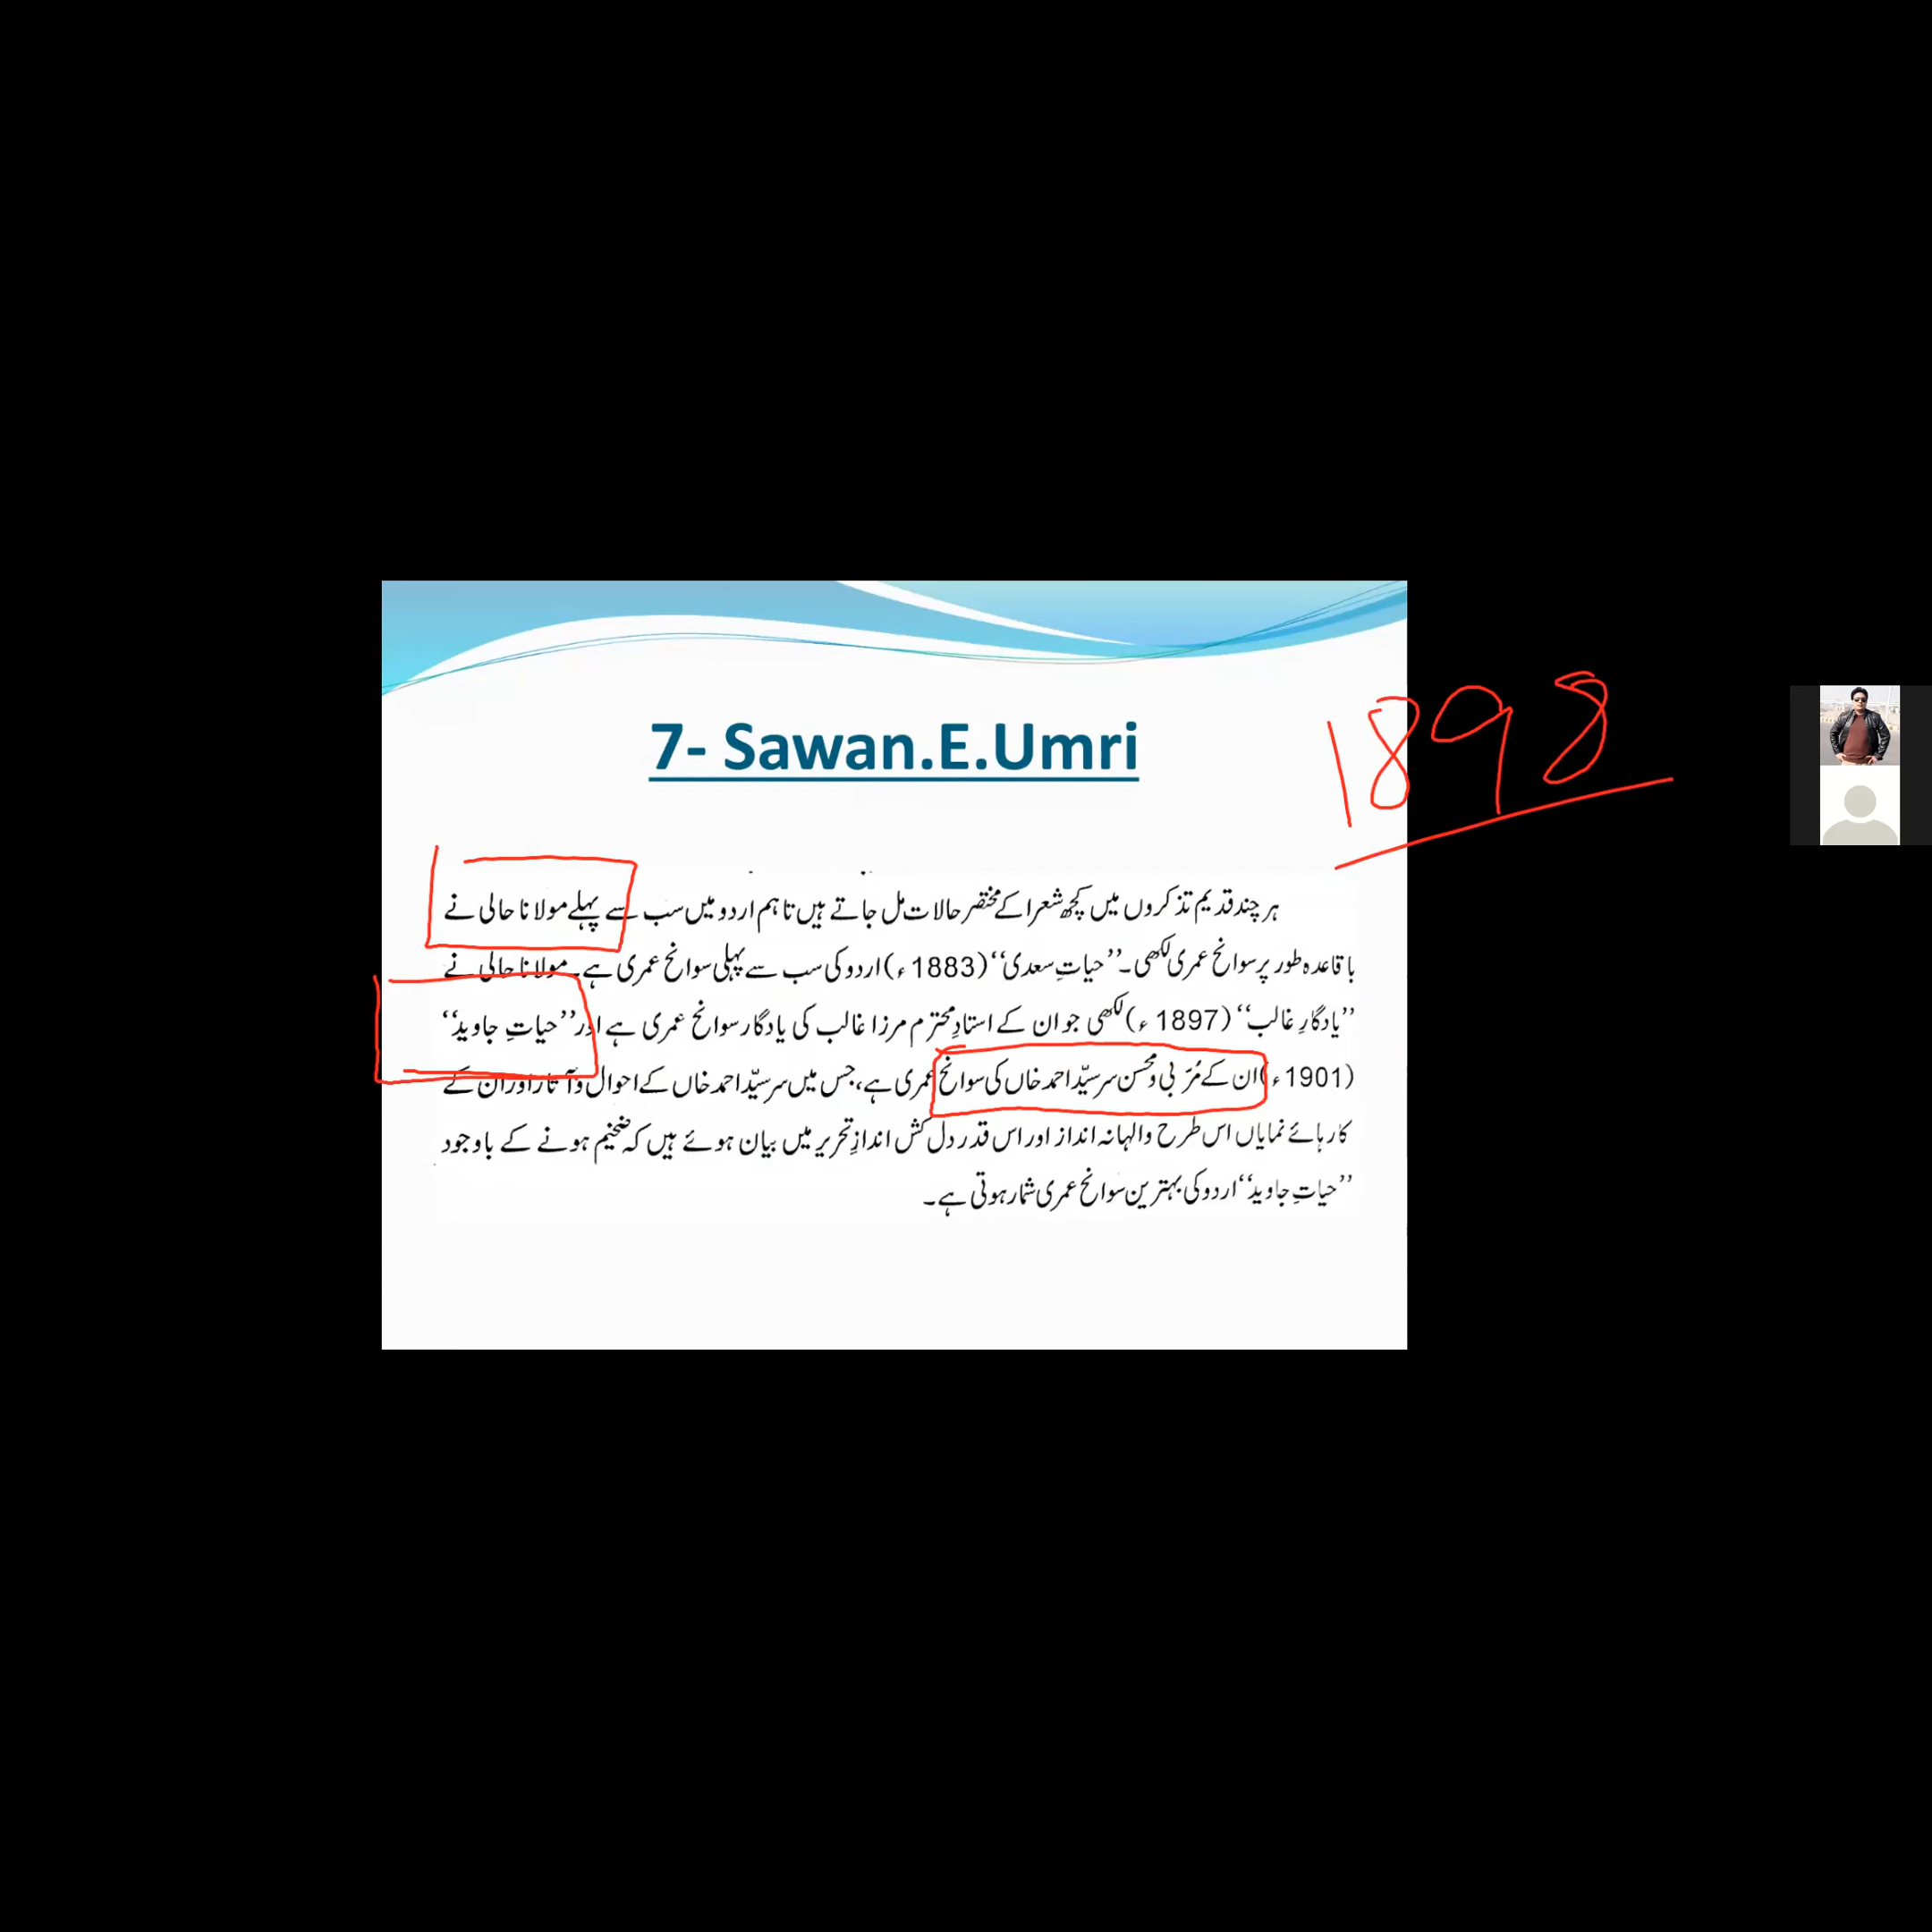 7- Sawan.E.Umri
1898
ہر چند قدیم تذکروں میں کچھ شعرا کے مختصر حالات مل جاتے ہیں تاہم اردو میں سب سے پہلے مولانا حالی نے
باقاعدہ طور پر سوانح عمری لکھی۔ ’’حیاتِ سعدی‘‘ (1883ء) اردو کی سب سے پہلی سوانح عمری ہے۔ مولانا حالی نے
’’یادگارِ غالب‘‘ (1897ء) لکھی جو ان کے استادِ محترم مرزا غالب کی یادگار سوانح عمری ہے اور ’’حیاتِ جاوید‘‘
(1901ء) ان کے مُرَبی و محسن سر سیّد احمد خاں کی سوانح عمری ہے، جس میں سر سیّد احمد خاں کے احوال و آثار اور ان کے
کارہائے نمایاں اس طرح والہانہ انداز اور اس قدر دل کش اندازِ تحریر میں بیان ہوئے ہیں کہ ضخیم ہونے کے باوجود
’’حیاتِ جاوید‘‘ اردو کی بہترین سوانح عمری شمار ہوتی ہے۔